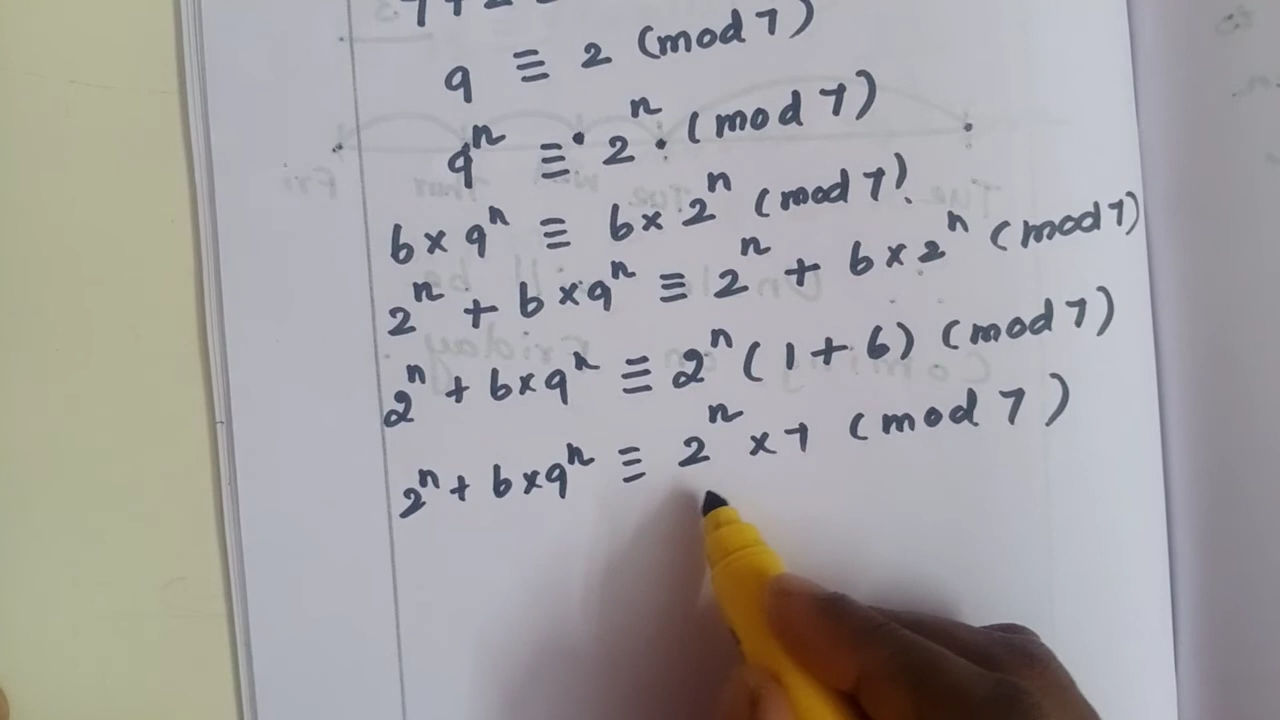 9 ≡ 2 (mod 7)
9ⁿ ≡ 2ⁿ (mod 7)
6×9ⁿ ≡ 6×2ⁿ (mod 7)
2ⁿ + 6×9ⁿ ≡ 2ⁿ + 6×2ⁿ (mod 7)
2ⁿ + 6×9ⁿ ≡ 2ⁿ(1+6) (mod 7)
2ⁿ + 6×9ⁿ ≡ 2ⁿ×7 (mod 7)